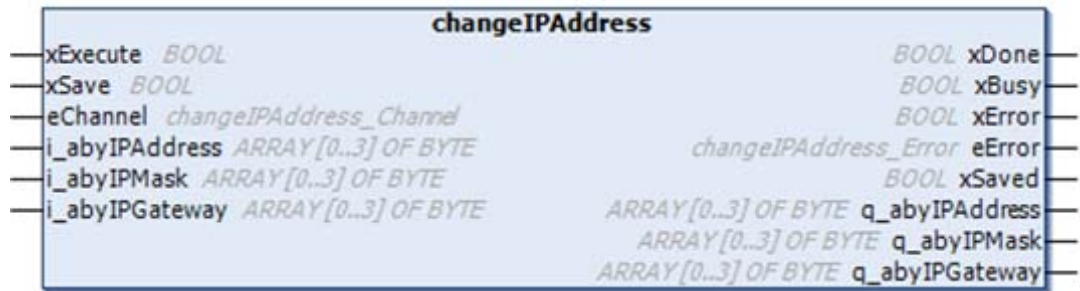 changeIPAddress
xExecute BOOL BOOL xDone
xSave BOOL BOOL xBusy
eChannel changeIPAddress_Channel BOOL xError
i_abyIPAddress ARRAY [0..3] OF BYTE changeIPAddress_Error eError
i_abyIPMask ARRAY [0..3] OF BYTE BOOL xSaved
i_abyIPGateway ARRAY [0..3] OF BYTE ARRAY [0..3] OF BYTE q_abyIPAddress
ARRAY [0..3] OF BYTE q_abyIPMask
ARRAY [0..3] OF BYTE q_abyIPGateway